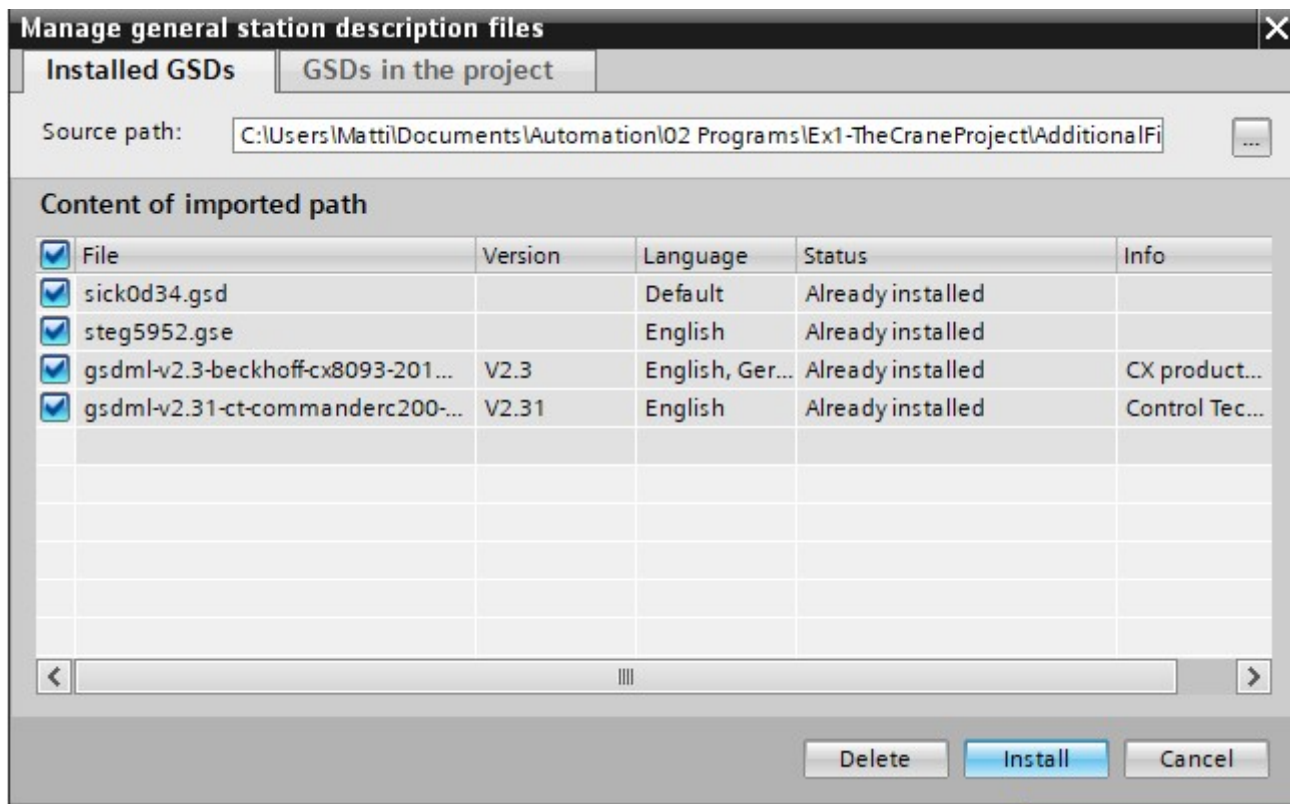 Manage general station description files
Installed GSDs GSDs in the project
Source path: C:\Users\Matti\Documents\Automation\02 Programs\Ex1-TheCraneProject\AdditionalFi ...
Content of imported path
File Version Language Status Info
sick0d34.gsd Default Already installed
steg5952.gse English Already installed
gsdml-v2.3-beckhoff-cx8093-201... V2.3 English, Ger... Already installed CX product...
gsdml-v2.31-ct-commanderc200-... V2.31 English Already installed Control Tec...
Delete Install Cancel